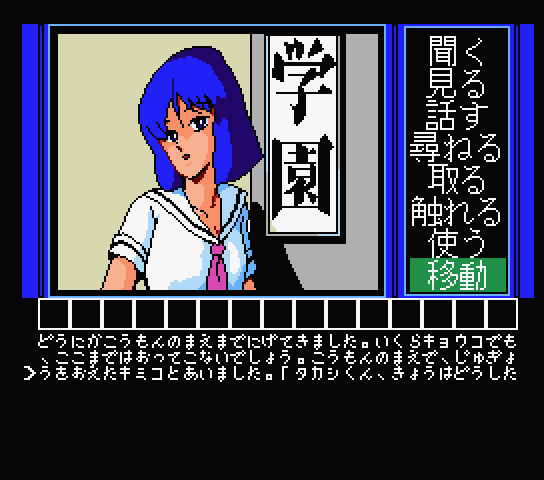 学園
聞く
見る
話す
尋ねる
取る
触れる
使う
移動
どうにかこうもんのまえまでにげてきました。いくらキョウコでも
、ここまではおってこないでしょう。こうもんのまえで、じゅぎょ
うをおえたキミコとあいました。「タカシくん、きょうはどうした